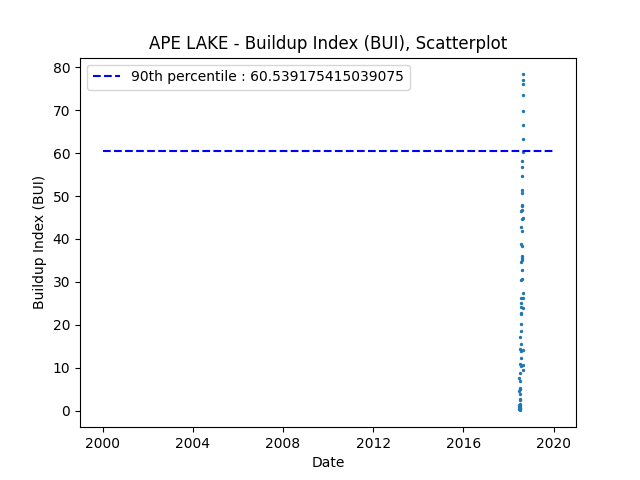 APE LAKE - Buildup Index (BUI), Scatterplot
90th percentile : 60.539175415039075
80
70
60
50
40
30
20
10
0
Buildup Index (BUI)
2000 2004 2008 2012 2016 2020
Date